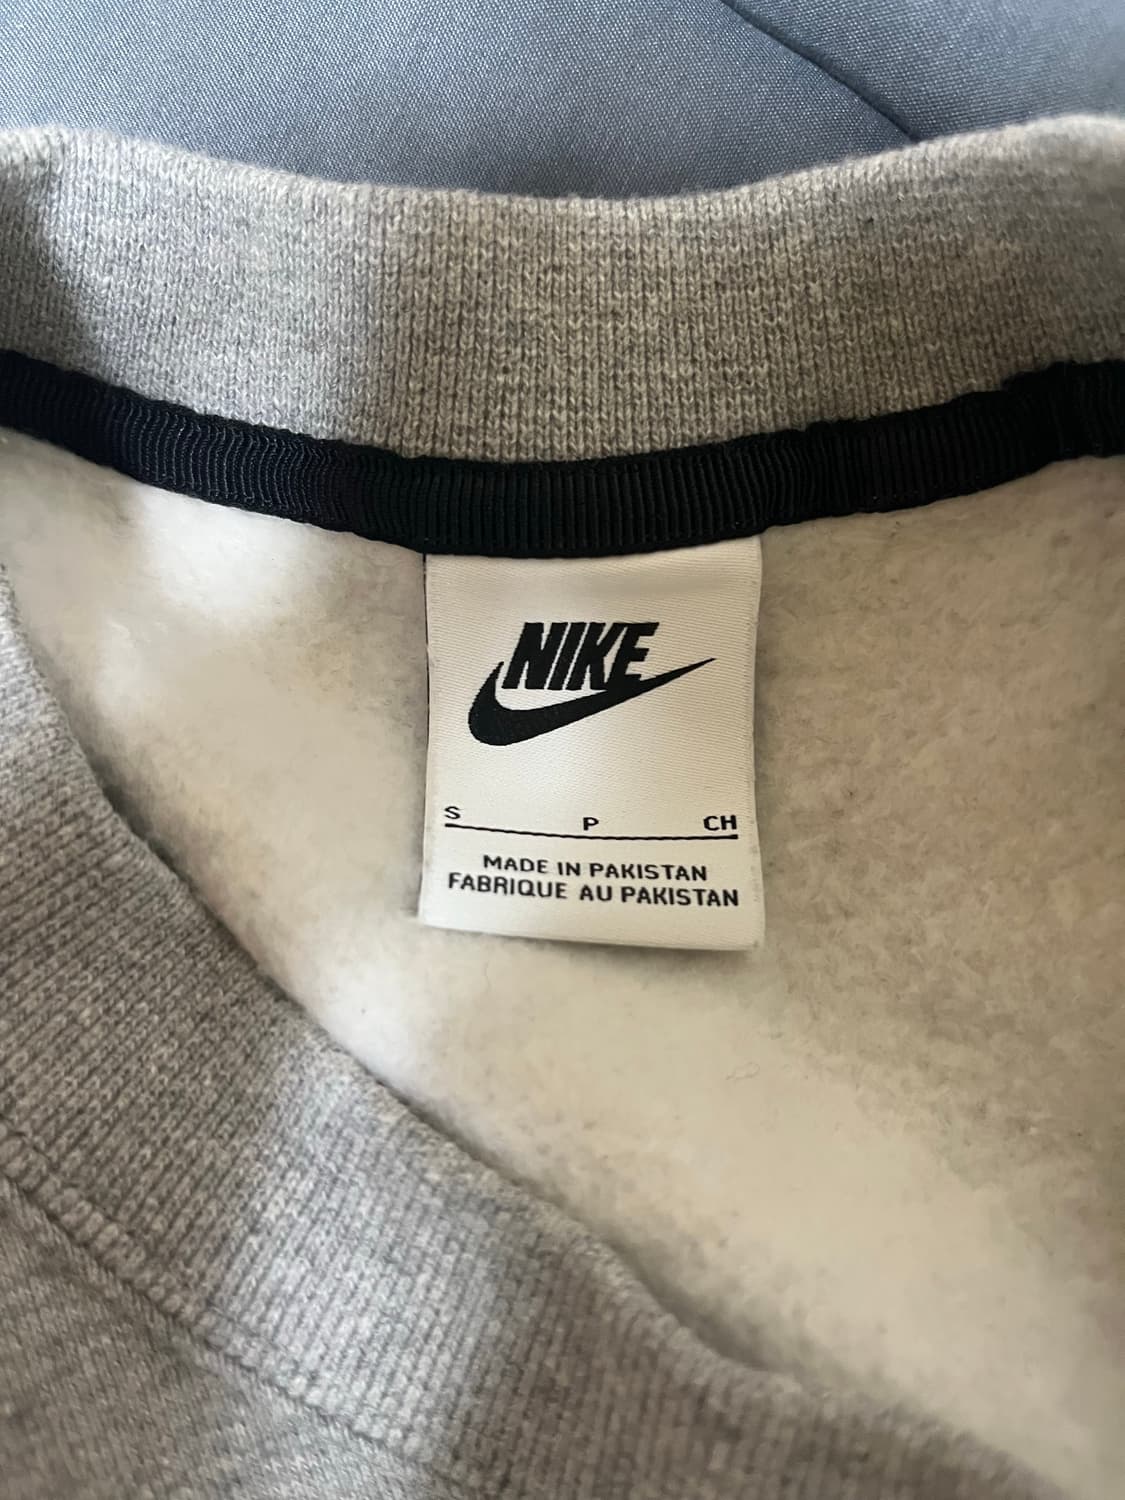 NIKE
S P CH
MADE IN PAKISTAN
FABRIQUE AU PAKISTAN